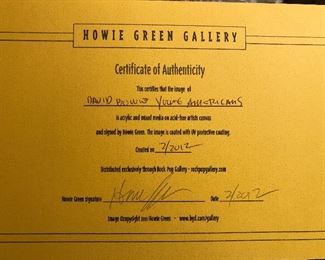 HOWIE GREEN GALLERY
Certificate of Authenticity
This certifies that the image of
DAVID BOWIE YOUNG AMERICANS
is acrylic and mixed media on acid-free artists canvas
and signed by Howie Green. The image is coated with UV protective coating.
Created on 2/2012
Distributed exclusively through Rock Pop Gallery - rockpopgallery.com
Howie Green signature Date 2/2012
Image ©copyright Howie Green - www.hgd.com/gallery